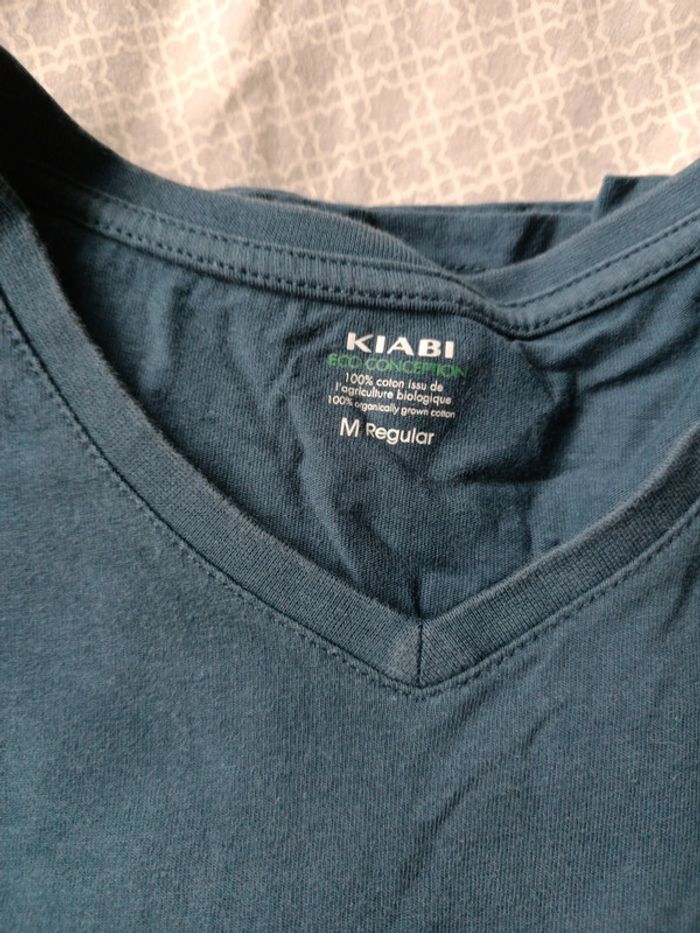 KIABI
ECO CONCEPTION
100% coton issu de
l'agriculture biologique
100% organically grown cotton
M Regular